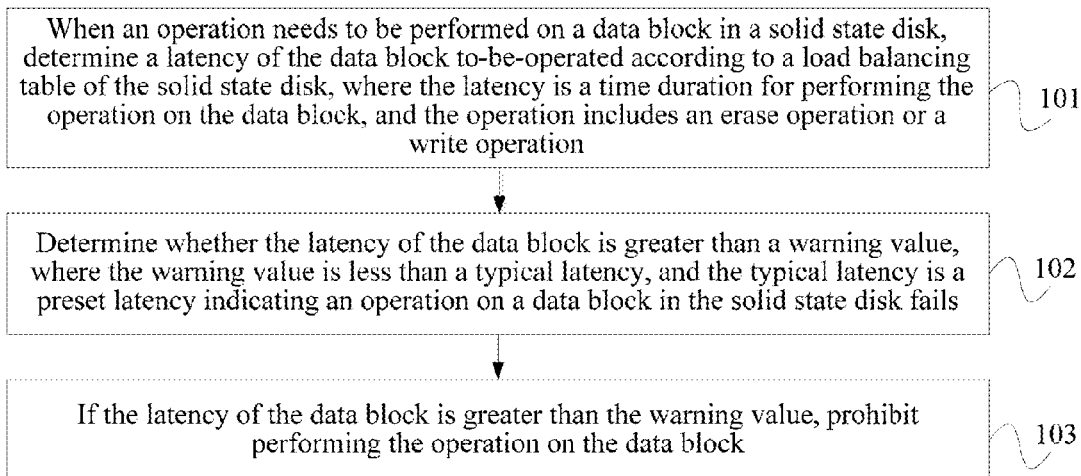 When an operation needs to be performed on a data block in a solid state disk,
determine a latency of the data block to-be-operated according to a load balancing
table of the solid state disk, where the latency is a time duration for performing the
operation on the data block, and the operation includes an erase operation or a
write operation
101
Determine whether the latency of the data block is greater than a warning value,
where the warning value is less than a typical latency, and the typical latency is a
preset latency indicating an operation on a data block in the solid state disk fails
102
If the latency of the data block is greater than the warning value, prohibit
performing the operation on the data block
103